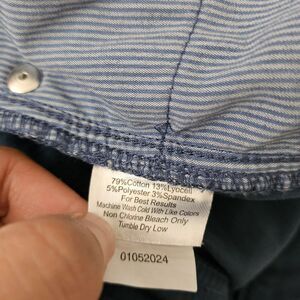 79%Cotton 13%Lyocell
5%Polyester 3%Spandex
For Best Results
Machine Wash Cold With Like Colors
Non Chlorine Bleach Only
Tumble Dry Low
01052024